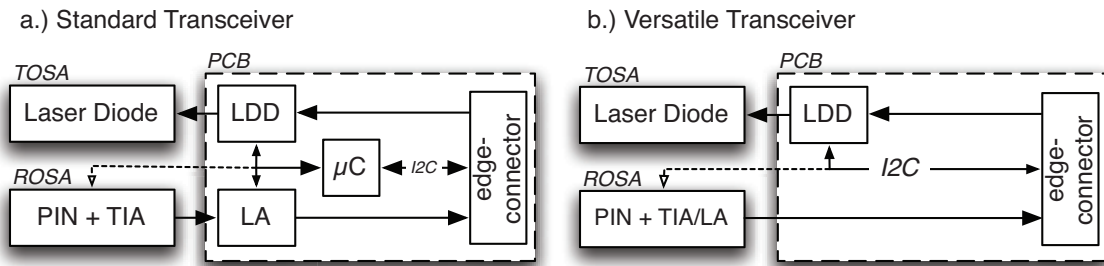 a.) Standard Transceiver
TOSA
Laser Diode
PCB
LDD
μC
I2C
edge-
connector
ROSA
PIN + TIA
LA
b.) Versatile Transceiver
TOSA
Laser Diode
PCB
LDD
I2C
edge-
connector
ROSA
PIN + TIA/LA